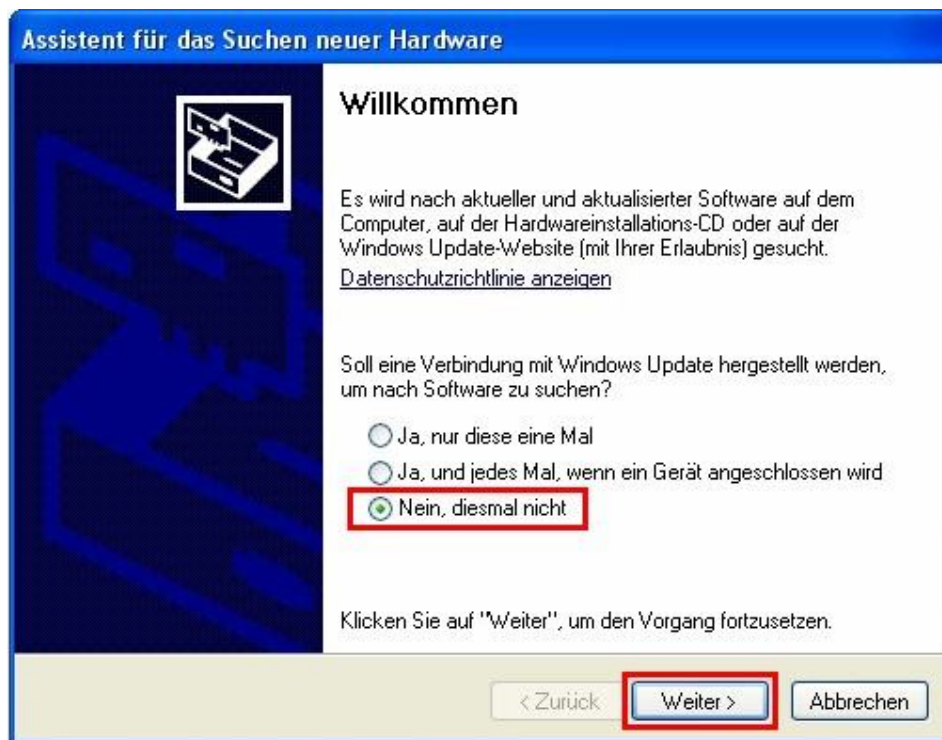 Assistent für das Suchen neuer Hardware
Willkommen
Es wird nach aktueller und aktualisierter Software auf dem
Computer, auf der Hardwareinstallations-CD oder auf der
Windows Update-Website (mit Ihrer Erlaubnis) gesucht.
Datenschutzrichtlinie anzeigen
Soll eine Verbindung mit Windows Update hergestellt werden,
um nach Software zu suchen?
Ja, nur diese eine Mal
Ja, und jedes Mal, wenn ein Gerät angeschlossen wird
Nein, diesmal nicht
Klicken Sie auf "Weiter", um den Vorgang fortzusetzen.
< Zurück Weiter > Abbrechen